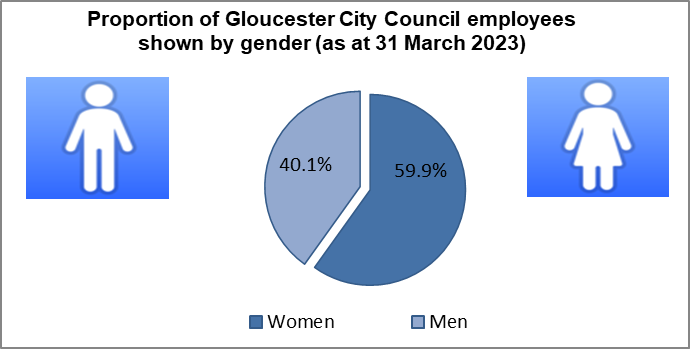 Proportion of Gloucester City Council employees
shown by gender (as at 31 March 2023)
40.1%
59.9%
Women
Men